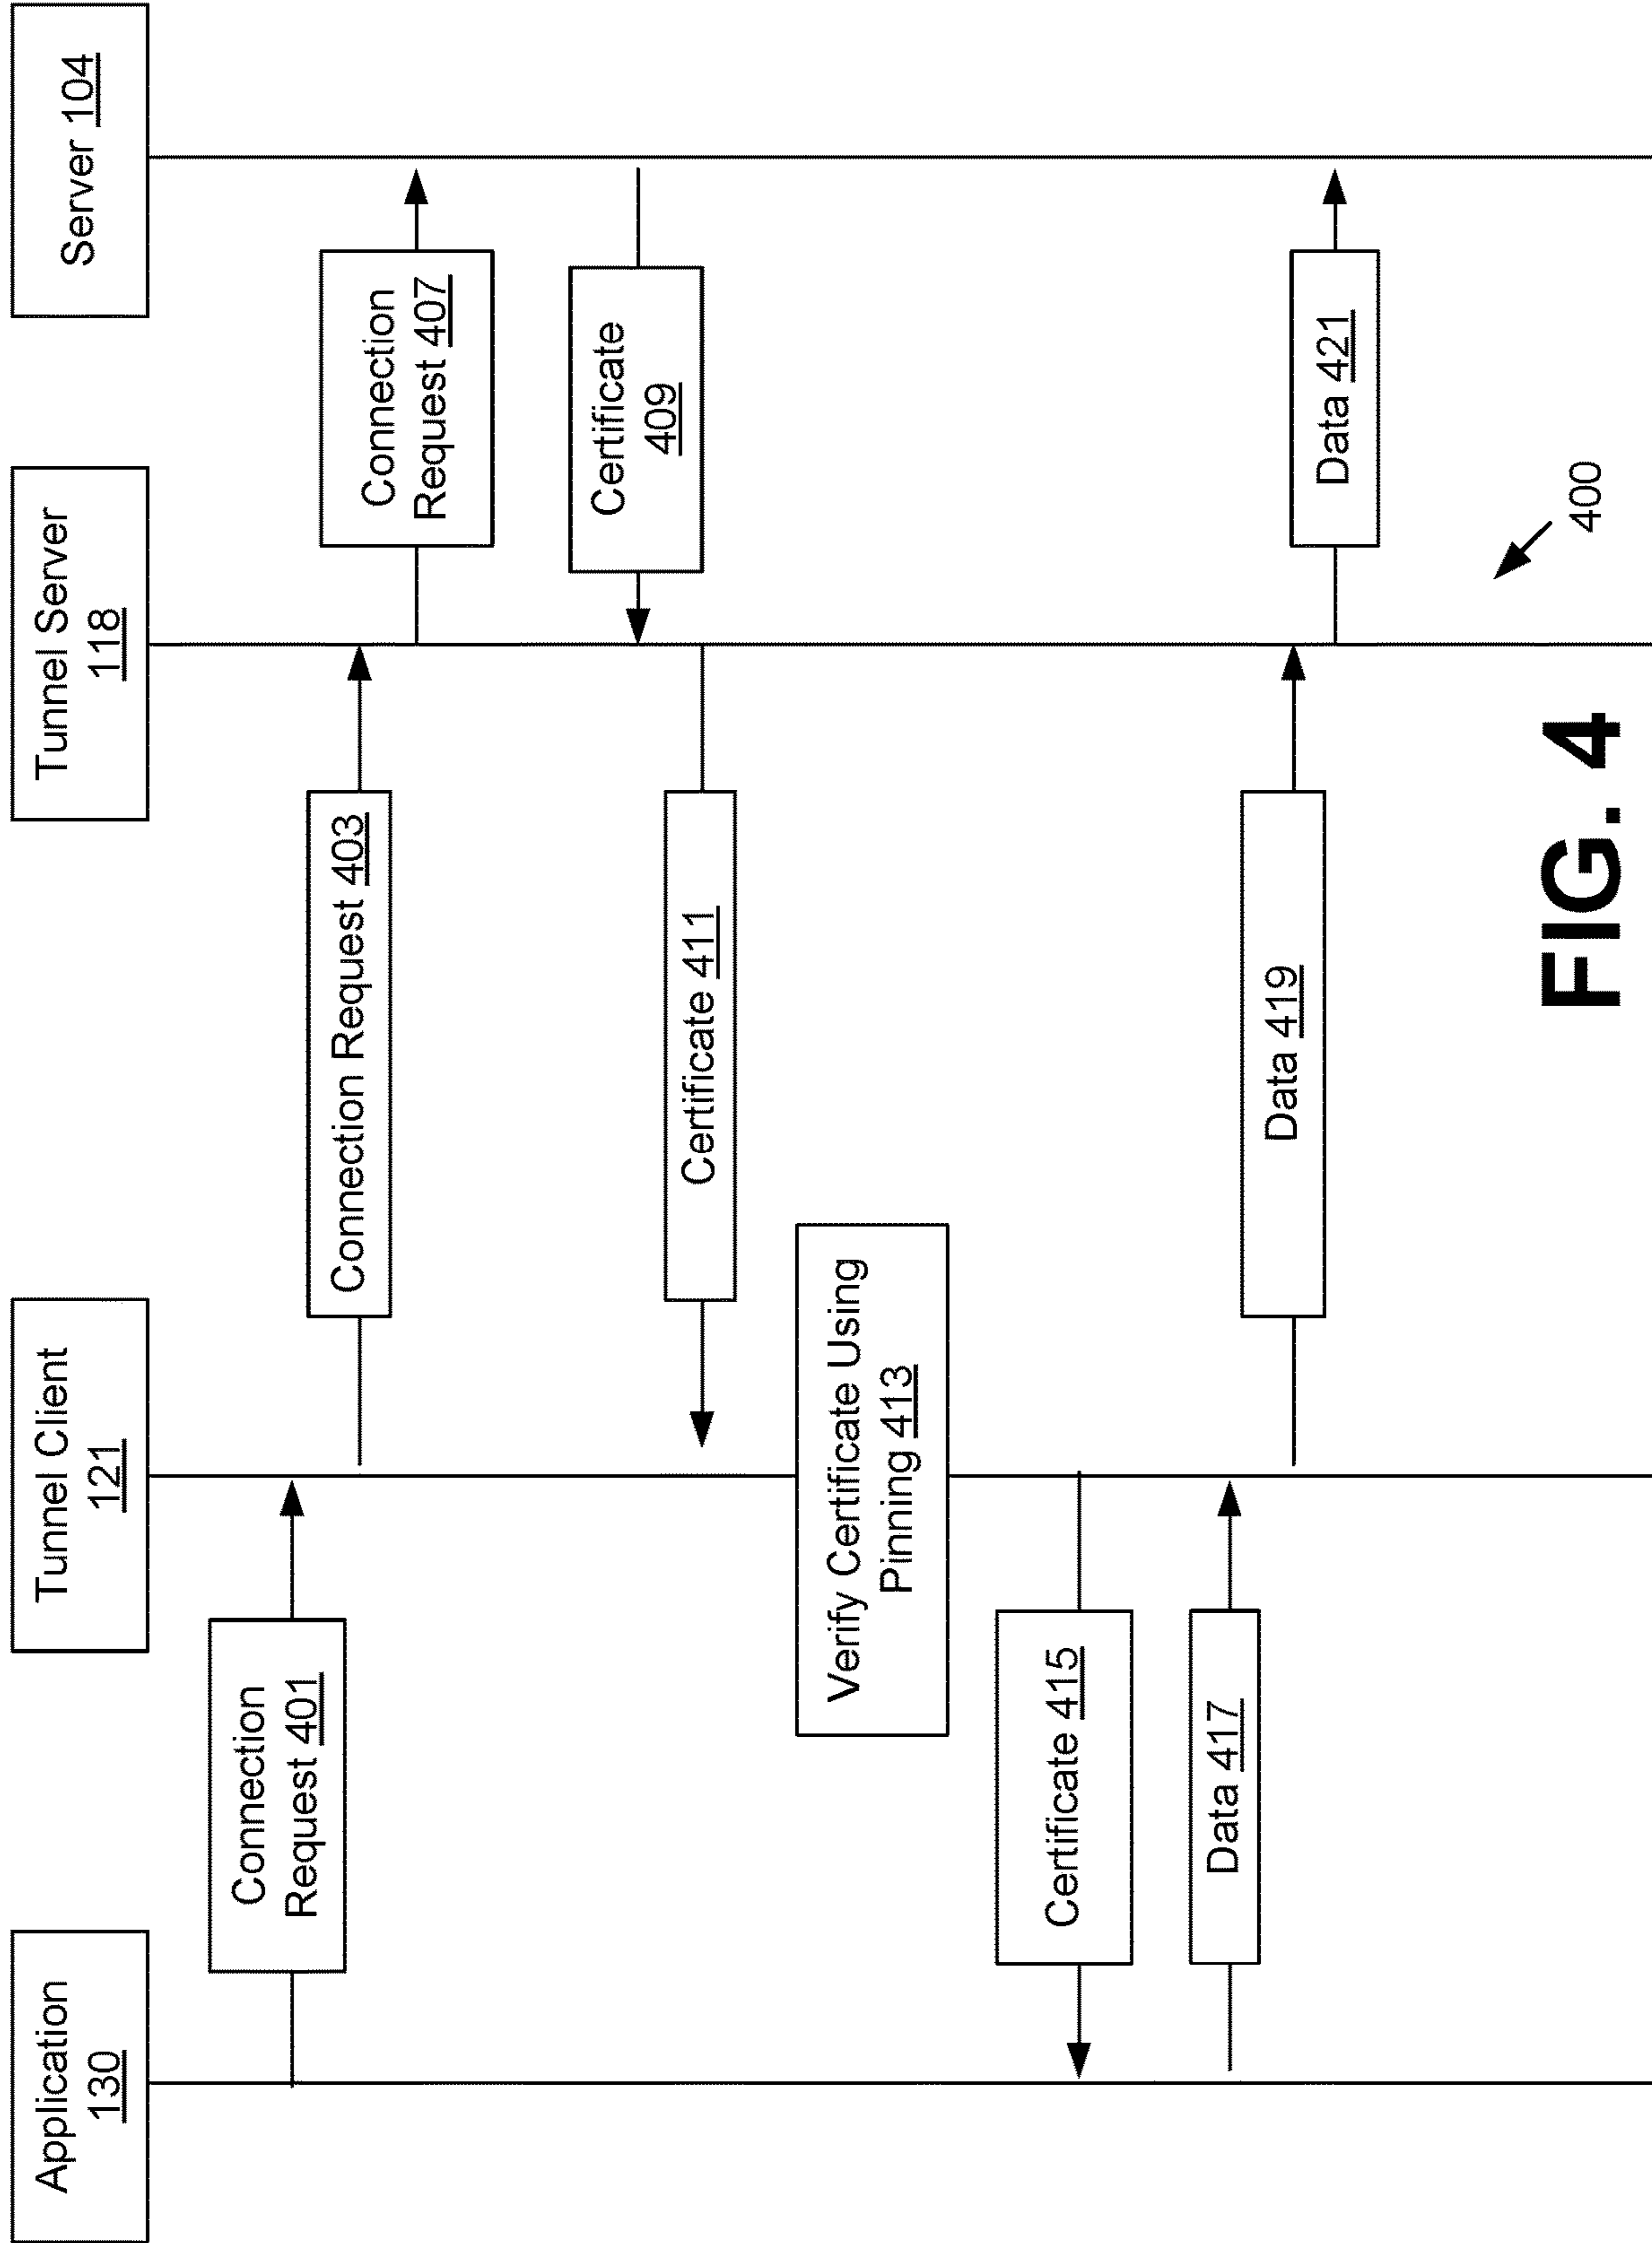 Application
130
Tunnel Client
121
Tunnel Server
118
Server 104
Connection
Request 401
Connection Request 403
Connection
Request 407
Certificate
409
Certificate 411
Verify Certificate Using
Pinning 413
Certificate 415
Data 417
Data 419
Data 421
400
FIG. 4